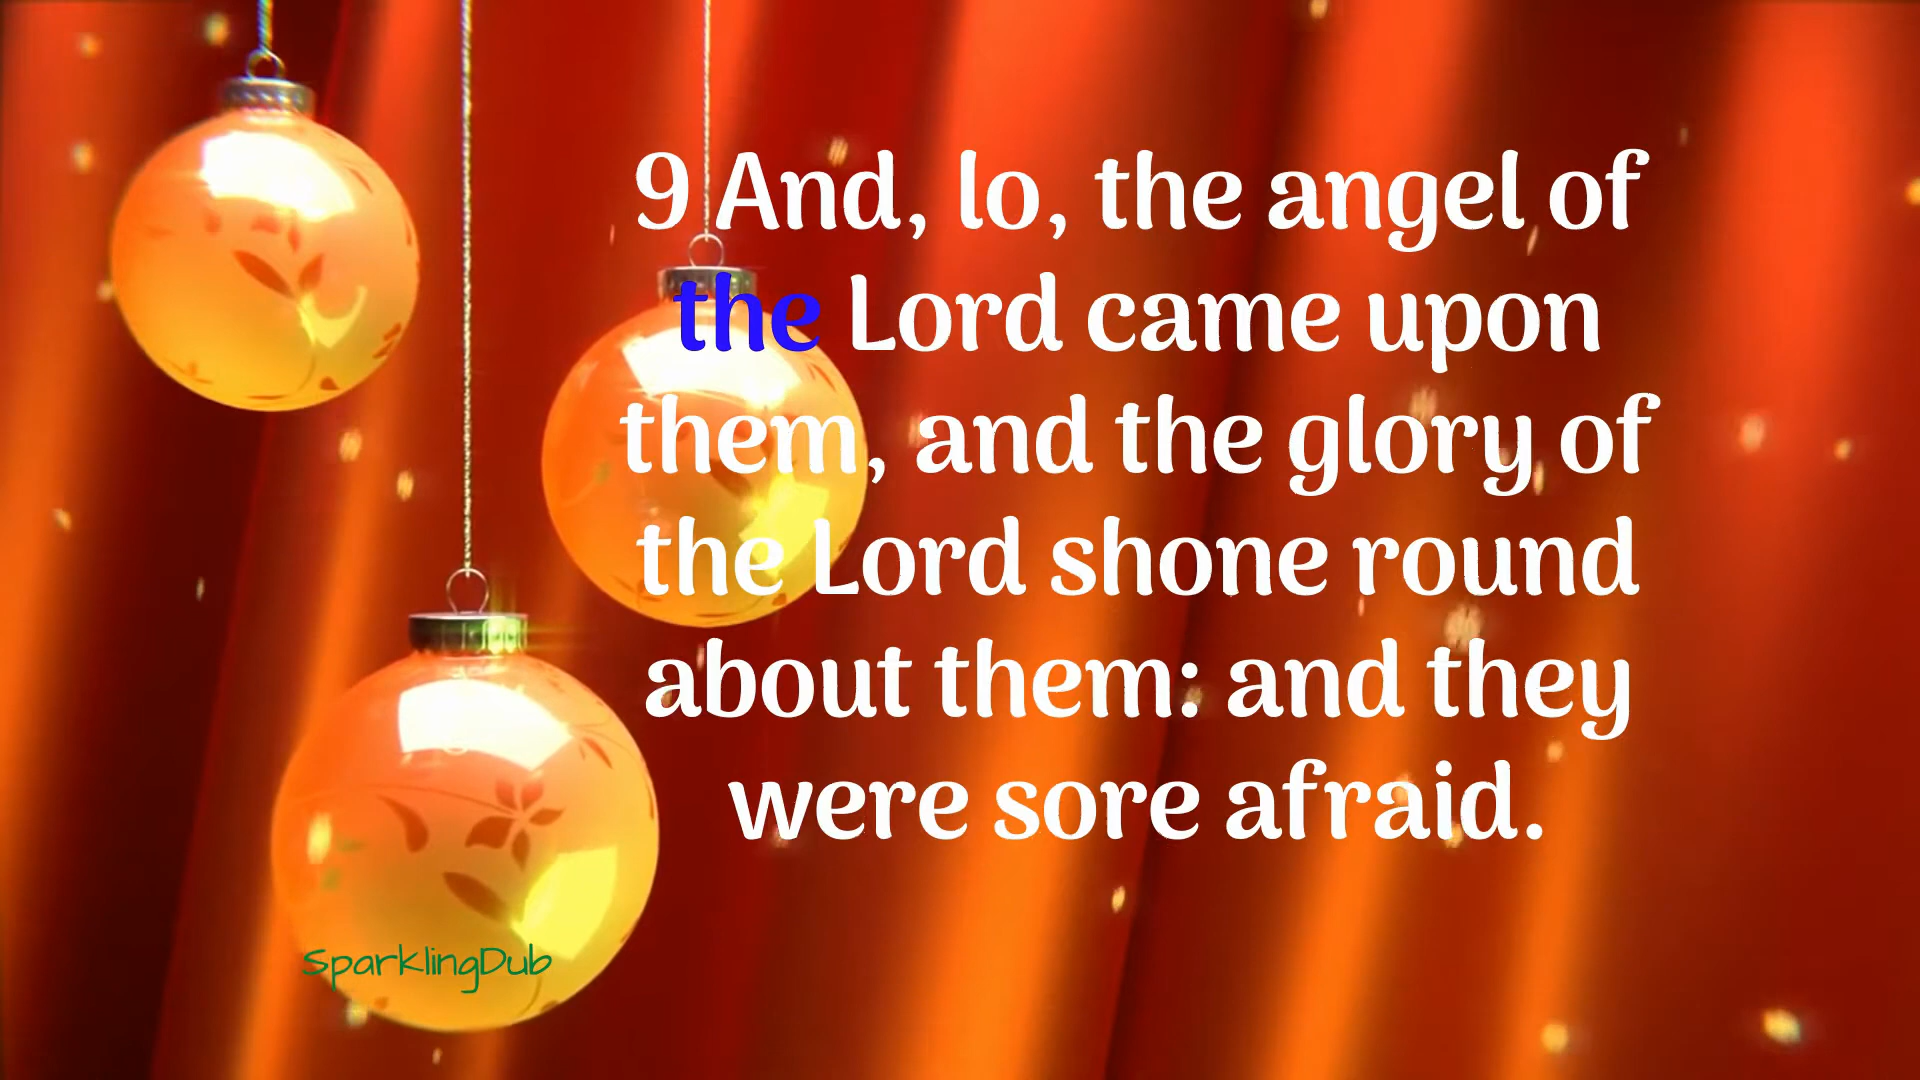 9 And, lo, the angel of
the Lord came upon
them, and the glory of
the Lord shone round
about them: and they
were sore afraid.
SparklingDub